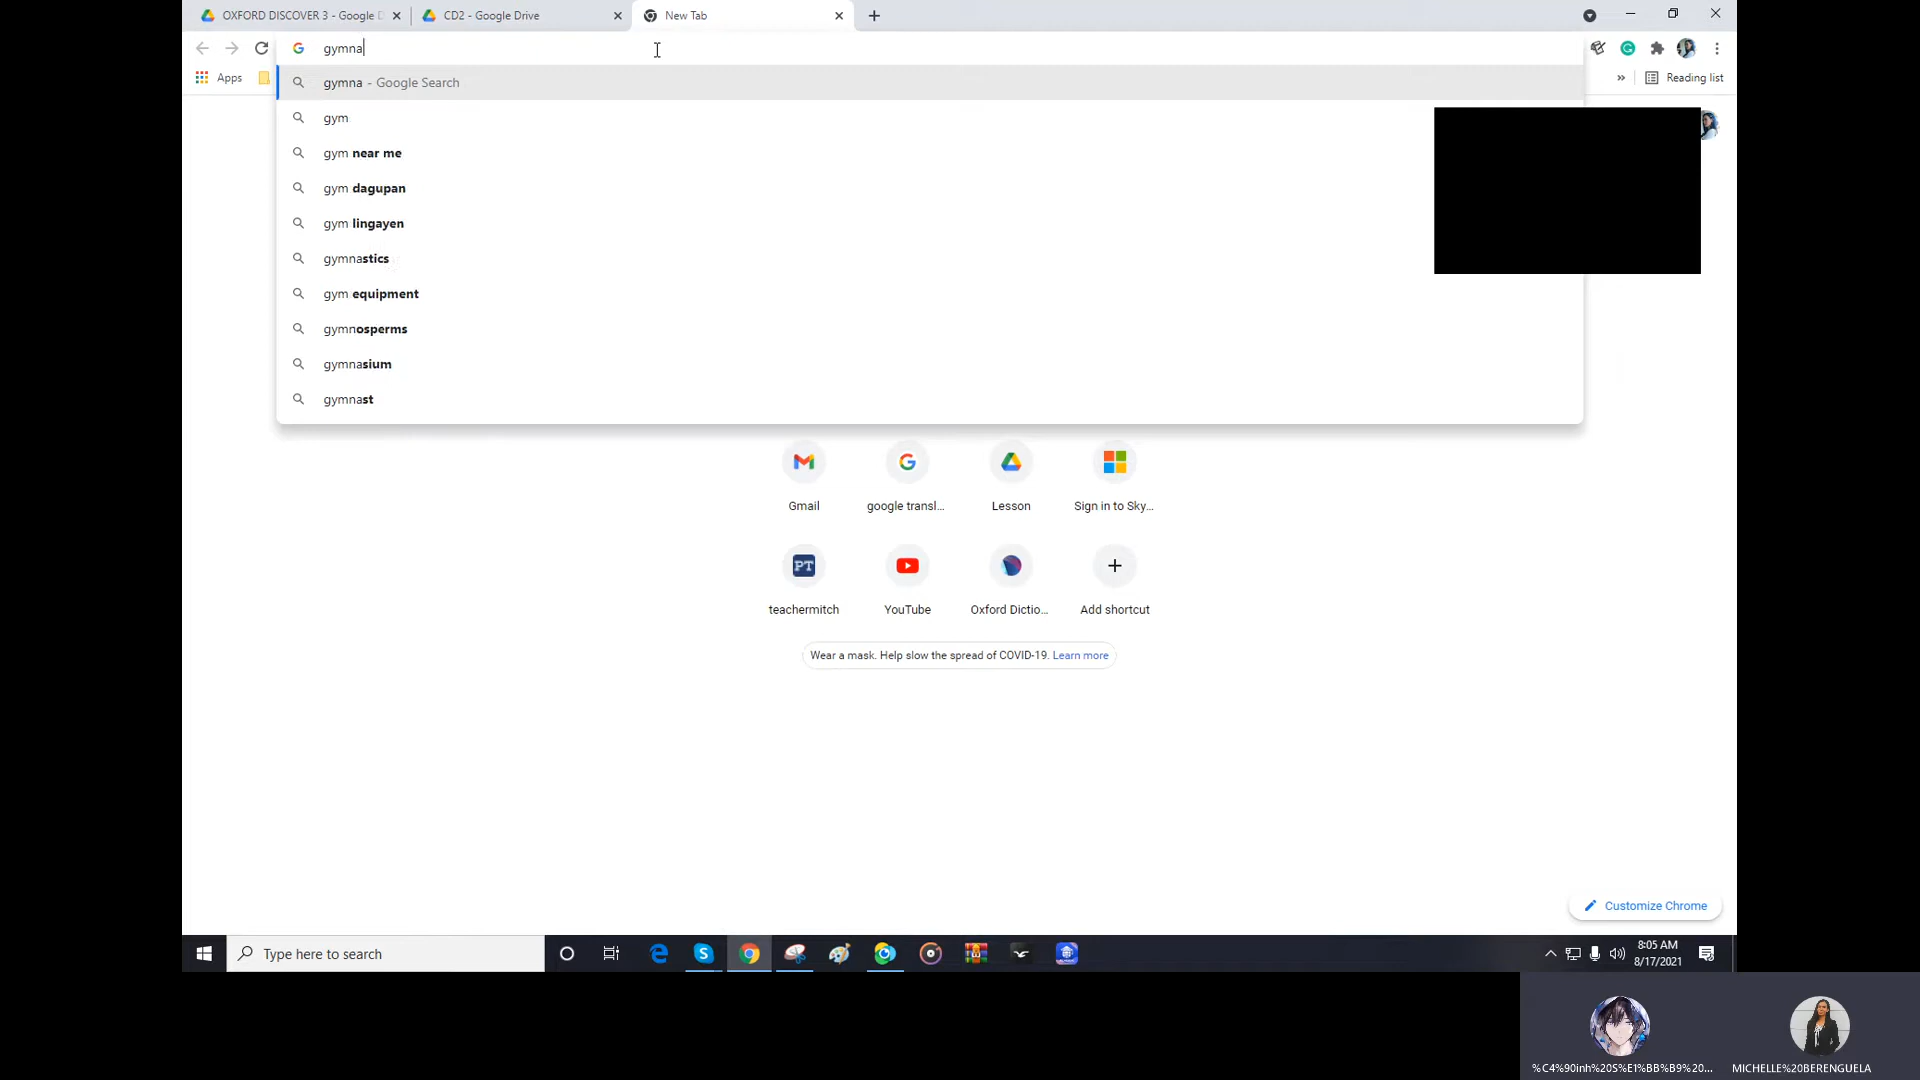 OXFORD DISCOVER 3 - Google D
CD2 - Google Drive
New Tab
gymna
Apps
Reading list
gymna - Google Search
gym
gym near me
gym dagupan
gym lingayen
gymnastics
gym equipment
gymnosperms
gymnasium
gymnast
Gmail
google transl...
Lesson
Sign in to Sky...
PT
teachermitch
YouTube
Oxford Dictio...
Add shortcut
Wear a mask. Help slow the spread of COVID-19. Learn more
Customize Chrome
Type here to search
8:05 AM
8/17/2021
%C4%90inh%20S%E1%BB%B9%20...
MICHELLE%20BERENGUELA